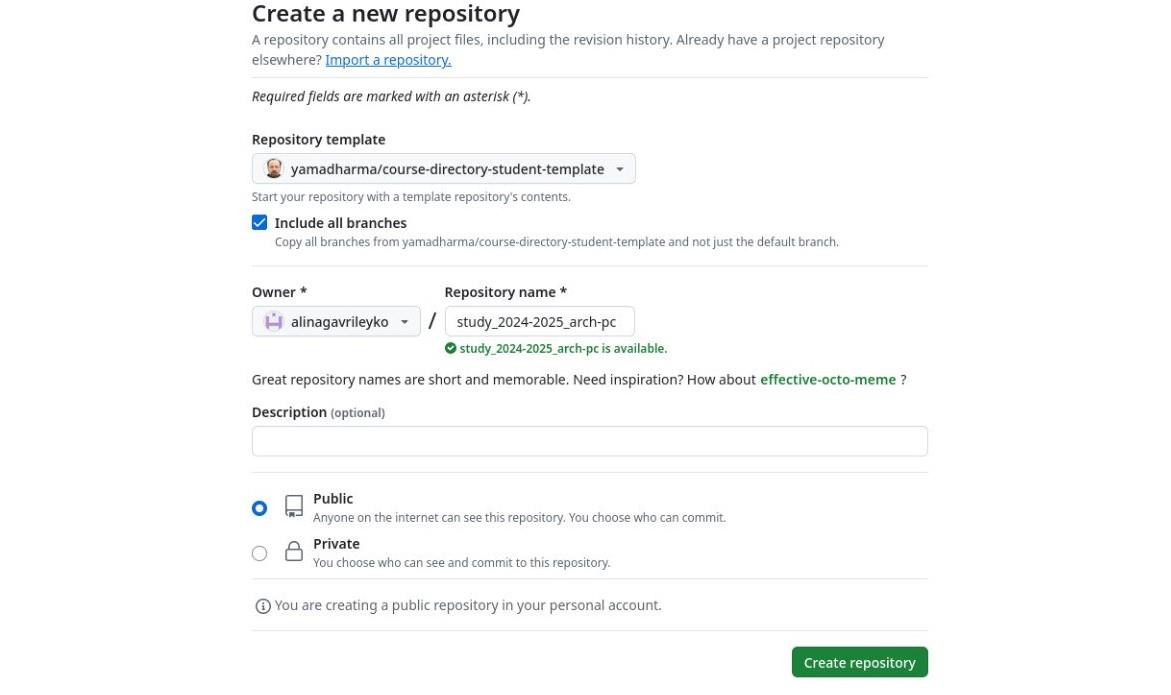 Create a new repository
A repository contains all project files, including the revision history. Already have a project repository
elsewhere? Import a repository.
Required fields are marked with an asterisk (*).
Repository template
yamadharma/course-directory-student-template
Start your repository with a template repository's contents.
Include all branches
Copy all branches from yamadharma/course-directory-student-template and not just the default branch.
Owner * Repository name *
alinagavrileyko / study_2024-2025_arch-pc
study_2024-2025_arch-pc is available.
Great repository names are short and memorable. Need inspiration? How about effective-octo-meme ?
Description (optional)
Public
Anyone on the internet can see this repository. You choose who can commit.
Private
You choose who can see and commit to this repository.
You are creating a public repository in your personal account.
Create repository